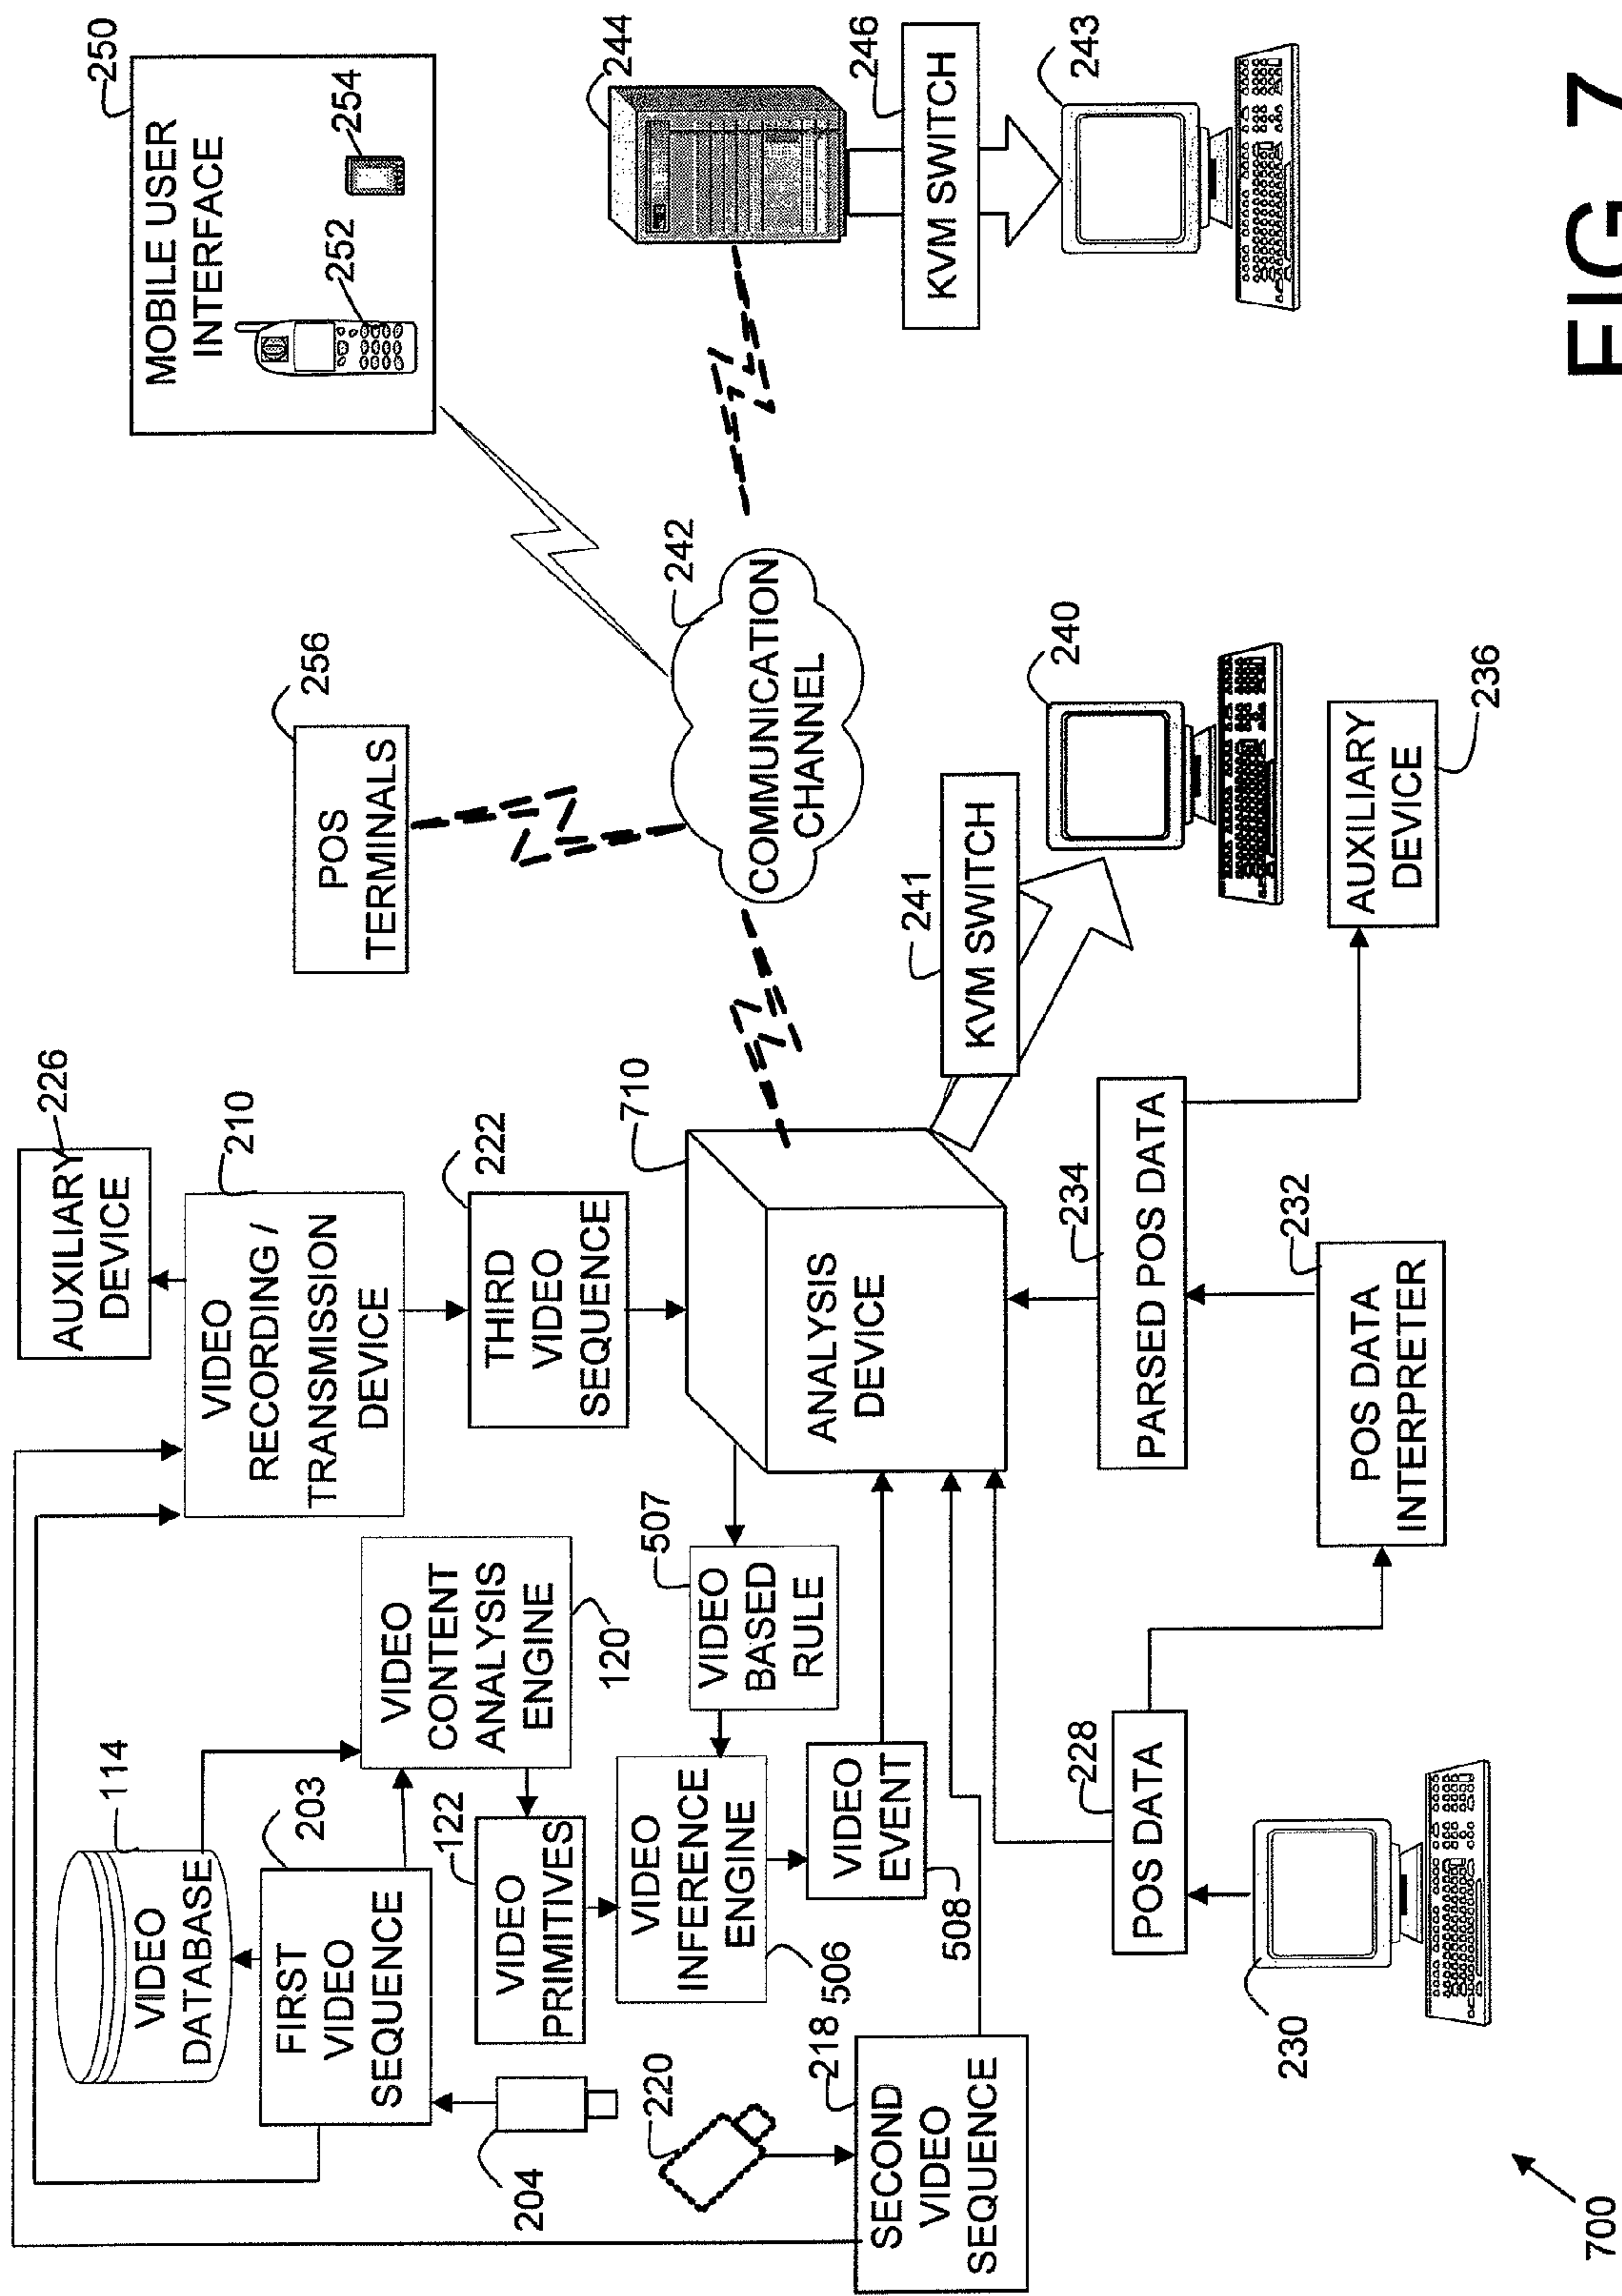 AUXILIARY
DEVICE
226
250
MOBILE USER
INTERFACE
252
254
114
VIDEO
DATABASE
203
FIRST
VIDEO
SEQUENCE
204
VIDEO
RECORDING /
TRANSMISSION
DEVICE
210
256
POS
TERMINALS
VIDEO
CONTENT
ANALYSIS
ENGINE
120
122
VIDEO
PRIMITIVES
THIRD
VIDEO
SEQUENCE
222
244
242
COMMUNICATION
CHANNEL
507
VIDEO
BASED
RULE
VIDEO
INFERENCE
ENGINE
506
710
ANALYSIS
DEVICE
220
VIDEO
EVENT
508
246
KVM SWITCH
241
KVM SWITCH
218
SECOND
VIDEO
SEQUENCE
243
240
228
POS DATA
234
PARSED POS DATA
230
232
POS DATA
INTERPRETER
AUXILIARY
DEVICE
236
700
FIG. 7